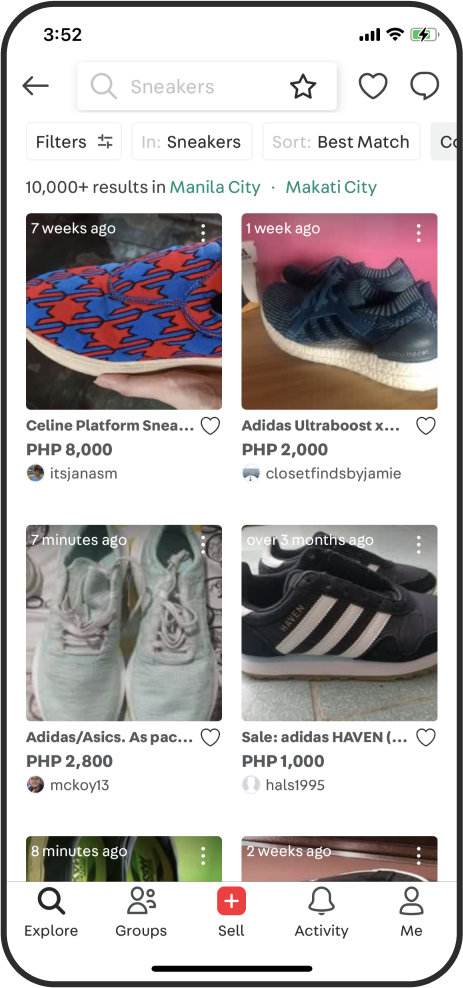 3:52
Sneakers
Filters In: Sneakers Sort: Best Match Co
10,000+ results in Manila City · Makati City
7 weeks ago
1 week ago
Celine Platform Snea...
PHP 8,000
itsjanasm
Adidas Ultraboost x...
PHP 2,000
closetfindsbyjamie
7 minutes ago
over 3 months ago
HAVEN
Adidas/Asics. As pac...
PHP 2,800
mckoy13
Sale: adidas HAVEN (...
PHP 1,000
hals1995
8 minutes ago
2 weeks ago
Explore Groups Sell Activity Me